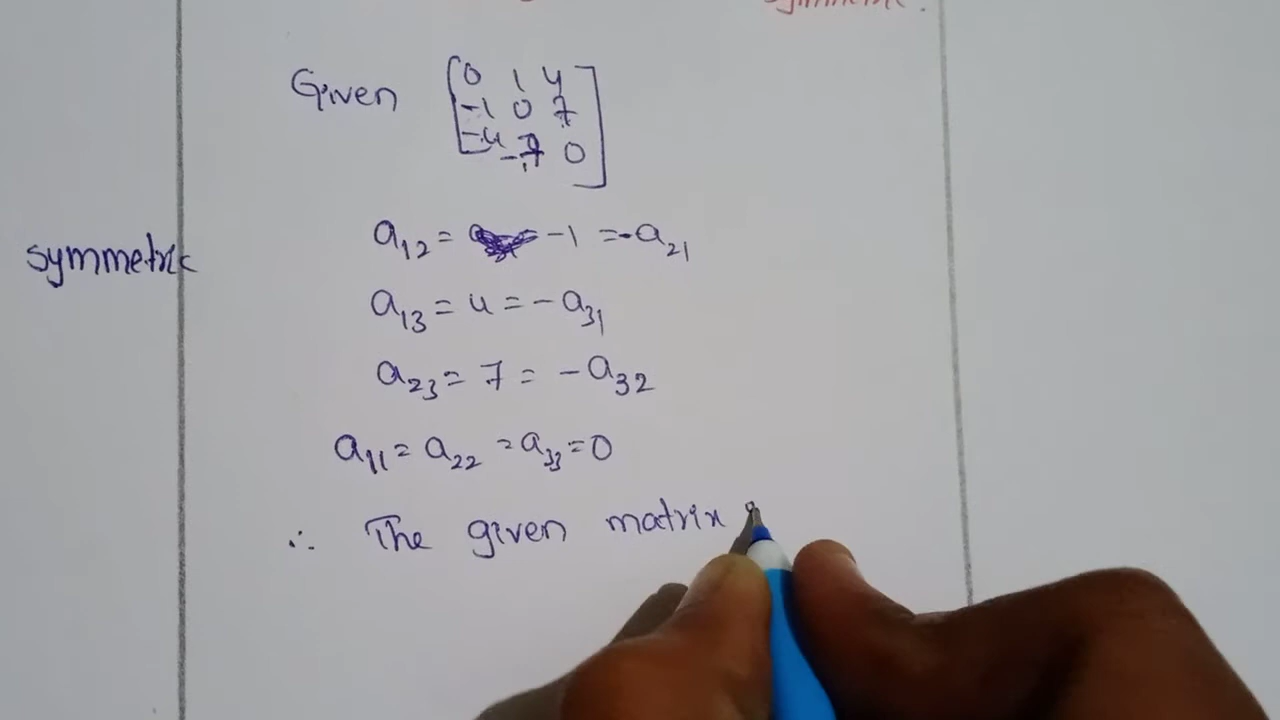 symmetric.
Given [0 1 4
-1 0 7
-4 -7 0]
symmetric
a12 = -1 = -a21
a13 = 4 = -a31
a23 = 7 = -a32
a11 = a22 = a33 = 0
∴ The given matrix